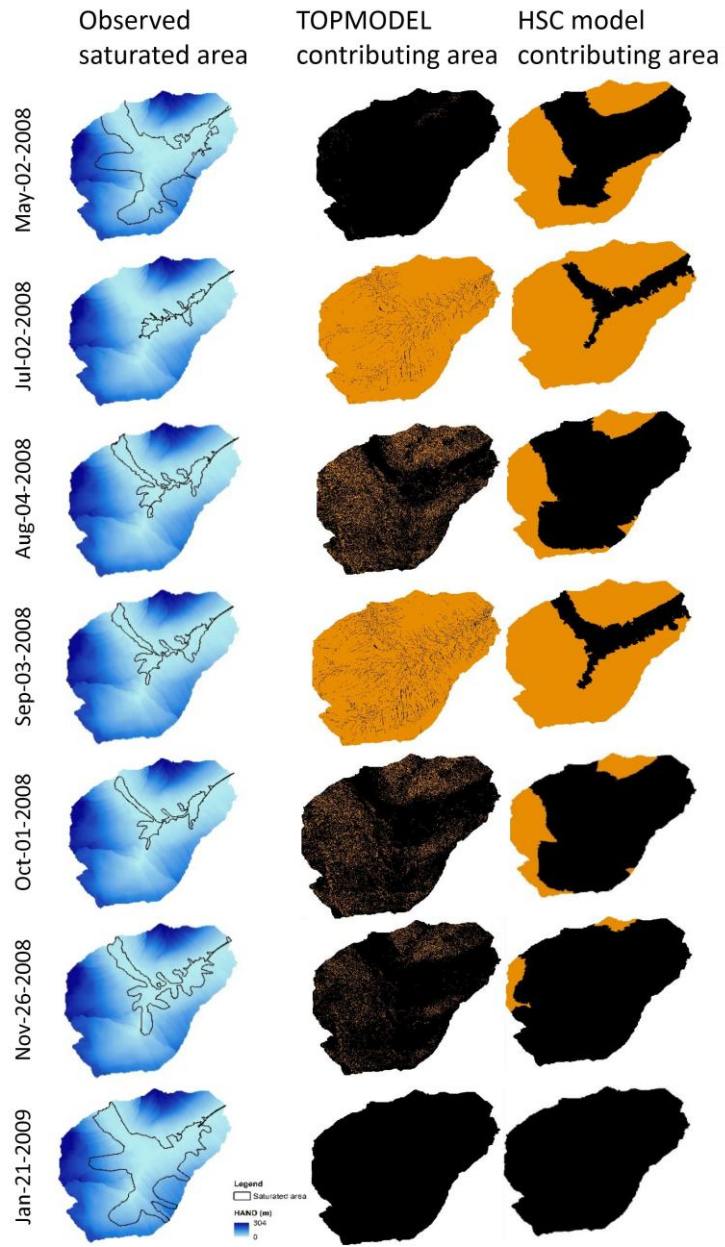 Observed
saturated area
TOPMODEL
contributing area
HSC model
contributing area
May-02-2008
Jul-02-2008
Aug-04-2008
Sep-03-2008
Oct-01-2008
Nov-26-2008
Jan-21-2009
Legend
Saturated area
HAND (m)
304
0